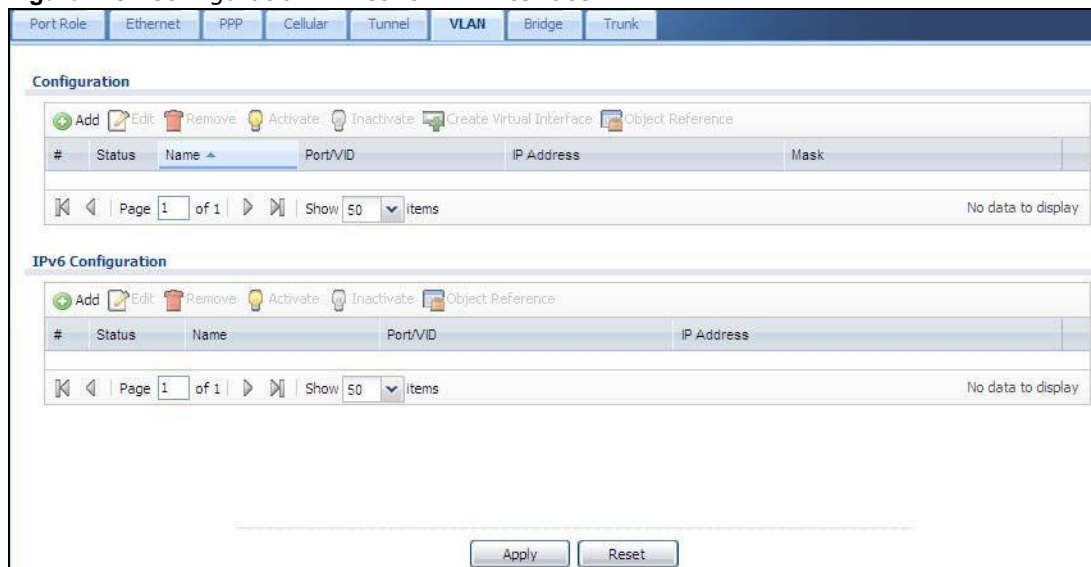 Port Role Ethernet PPP Cellular Tunnel VLAN Bridge Trunk
Configuration
Add Edit Remove Activate Inactivate Create Virtual Interface Object Reference
# Status Name Port/VID IP Address Mask
Page 1 of 1 Show 50 items No data to display
IPv6 Configuration
Add Edit Remove Activate Inactivate Object Reference
# Status Name Port/VID IP Address
Page 1 of 1 Show 50 items No data to display
Apply Reset